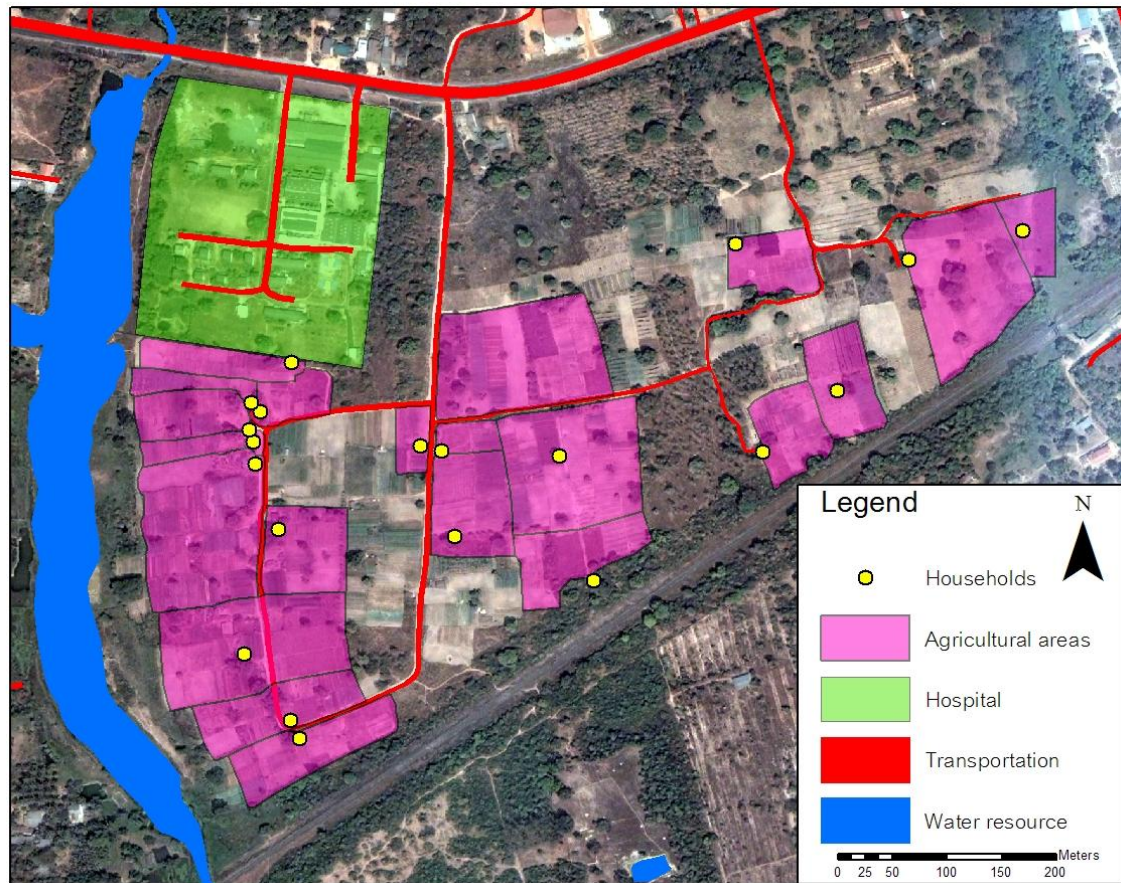 Legend
N
Households
Agricultural areas
Hospital
Transportation
Water resource
Meters
0 25 50 100 150 200